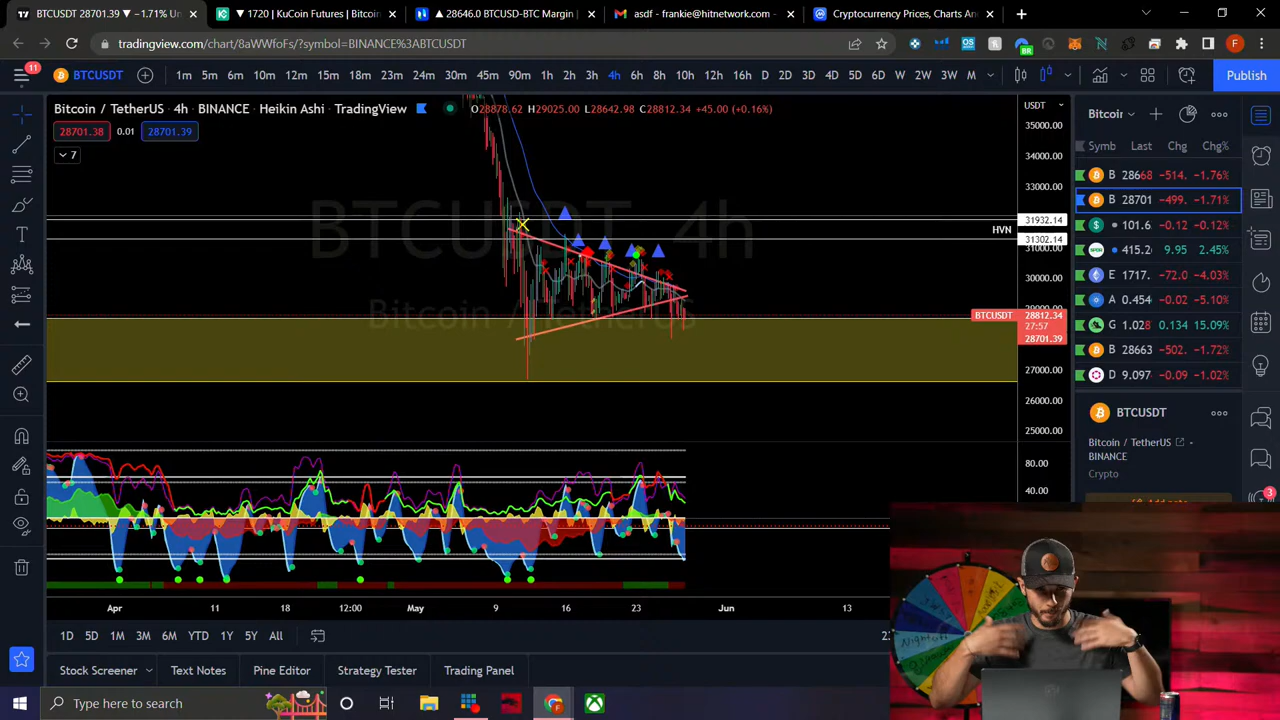 BTCUSDT 28701.39 ▼ −1.71% Un
▼ 1720 | KuCoin Futures | Bitcoin
▲ 28646.0 BTCUSD-BTC Margin |
asdf - frankie@hitnetwork.com -
Cryptocurrency Prices, Charts And
tradingview.com/chart/8aWWfoFs/?symbol=BINANCE%3ABTCUSDT
BR
F
11
BTCUSDT
1m 5m 6m 10m 12m 15m 18m 23m 24m 30m 45m 90m 1h 2h 3h 4h 6h 8h 10h 12h 16h D 2D 3D 4D 5D 6D W 2W 3W M
Publish
Bitcoin / TetherUS · 4h · BINANCE · Heikin Ashi · TradingView
O28878.62 H29025.00 L28642.98 C28812.34 +45.00 (+0.16%)
28701.38 0.01 28701.39
7
BTCUSDT 4h
Bitcoin / TetherUS
USDT
35000.00
34000.00
33000.00
31932.14
HVN
31302.14
31000.00
30000.00
29000.00
BTCUSDT 28812.34
27:57
28701.39
27000.00
26000.00
25000.00
80.00
40.00
Bitcoin
Symb Last Chg Chg%
B 28668 −514. −1.76%
B 28701 −499. −1.71%
101.6 −0.12 −0.12%
415.2 9.95 2.45%
E 1717. −72.0 −4.03%
A 0.454 −0.02 −5.10%
G 1.028 0.134 15.09%
B 28663 −502. −1.72%
D 9.097 −0.09 −1.02%
BTCUSDT
Bitcoin / TetherUS
BINANCE
Crypto
3
Apr 11 18 12:00 May 9 16 23 Jun 13
1D 5D 1M 3M 6M YTD 1Y 5Y All
Stock Screener Text Notes Pine Editor Strategy Tester Trading Panel
Type here to search